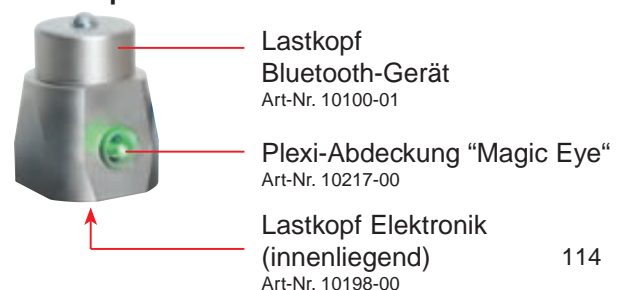 Lastkopf
Bluetooth-Gerät
Art-Nr. 10100-01
Plexi-Abdeckung “Magic Eye“
Art-Nr. 10217-00
Lastkopf Elektronik
(innenliegend) 114
Art-Nr. 10198-00